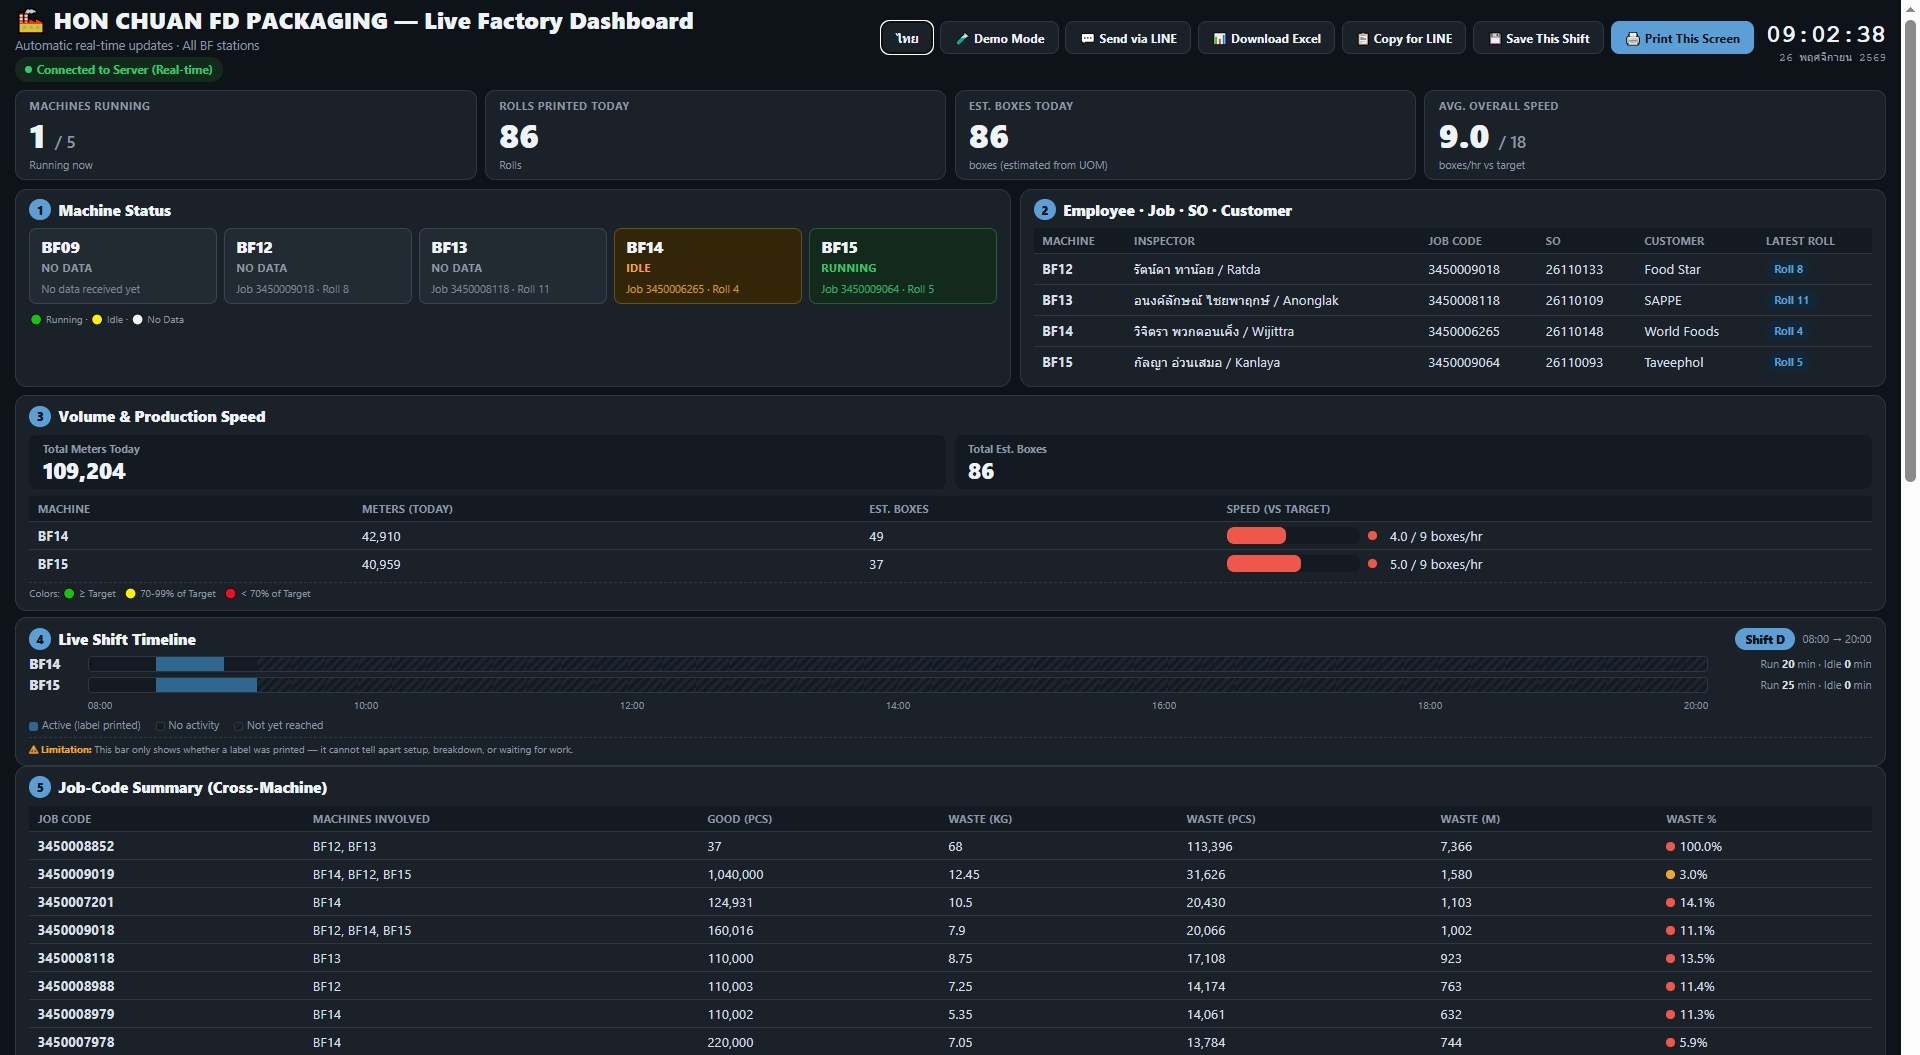 HON CHUAN FD PACKAGING — Live Factory Dashboard
Automatic real-time updates · All BF stations
Connected to Server (Real-time)
ไทย
Demo Mode
Send via LINE
Download Excel
Copy for LINE
Save This Shift
Print This Screen
09:02:38
26 พฤศจิกายน 2569
MACHINES RUNNING
1 / 5
Running now
ROLLS PRINTED TODAY
86
Rolls
EST. BOXES TODAY
86
boxes (estimated from UOM)
AVG. OVERALL SPEED
9.0 / 18
boxes/hr vs target
1 Machine Status
BF09
NO DATA
No data received yet
BF12
NO DATA
Job 3450009018 · Roll 8
BF13
NO DATA
Job 3450008118 · Roll 11
BF14
IDLE
Job 3450006265 · Roll 4
BF15
RUNNING
Job 3450009064 · Roll 5
Running · Idle · No Data
2 Employee · Job · SO · Customer
MACHINE INSPECTOR JOB CODE SO CUSTOMER LATEST ROLL
BF12 รัตน์ดา ทาน้อย / Ratda 3450009018 26110133 Food Star Roll 8
BF13 อนงค์ลักษณ์ ไชยพาฤกษ์ / Anonglak 3450008118 26110109 SAPPE Roll 11
BF14 วิจิตรา พวกดอนเค็ง / Wijittra 3450006265 26110148 World Foods Roll 4
BF15 กัลญา อ่วนเสมอ / Kanlaya 3450009064 26110093 Taveephol Roll 5
3 Volume & Production Speed
Total Meters Today
109,204
Total Est. Boxes
86
MACHINE METERS (TODAY) EST. BOXES SPEED (VS TARGET)
BF14 42,910 49 4.0 / 9 boxes/hr
BF15 40,959 37 5.0 / 9 boxes/hr
Colors: ≥ Target 70-99% of Target < 70% of Target
4 Live Shift Timeline
Shift D 08:00 → 20:00
BF14 Run 20 min · Idle 0 min
BF15 Run 25 min · Idle 0 min
08:00 10:00 12:00 14:00 16:00 18:00 20:00
Active (label printed) No activity Not yet reached
Limitation: This bar only shows whether a label was printed — it cannot tell apart setup, breakdown, or waiting for work.
5 Job-Code Summary (Cross-Machine)
JOB CODE MACHINES INVOLVED GOOD (PCS) WASTE (KG) WASTE (PCS) WASTE (M) WASTE %
3450008852 BF12, BF13 37 68 113,396 7,366 100.0%
3450009019 BF14, BF12, BF15 1,040,000 12.45 31,626 1,580 3.0%
3450007201 BF14 124,931 10.5 20,430 1,103 14.1%
3450009018 BF12, BF14, BF15 160,016 7.9 20,066 1,002 11.1%
3450008118 BF13 110,000 8.75 17,108 923 13.5%
3450008988 BF12 110,003 7.25 14,174 763 11.4%
3450008979 BF14 110,002 5.35 14,061 632 11.3%
3450007978 BF14 220,000 7.05 13,784 744 5.9%